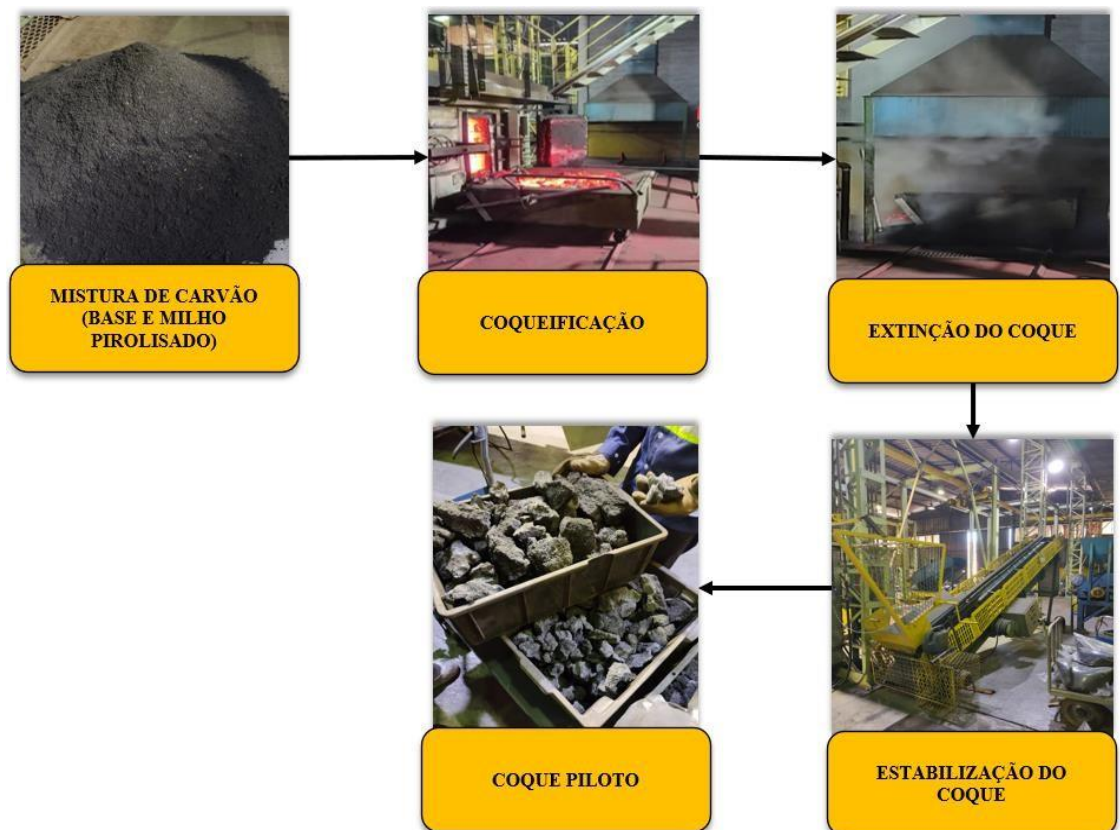 MISTURA DE CARVÃO
(BASE E MILHO
PIROLISADO)
COQUEIFICAÇÃO
EXTINÇÃO DO COQUE
ESTABILIZAÇÃO DO
COQUE
COQUE PILOTO